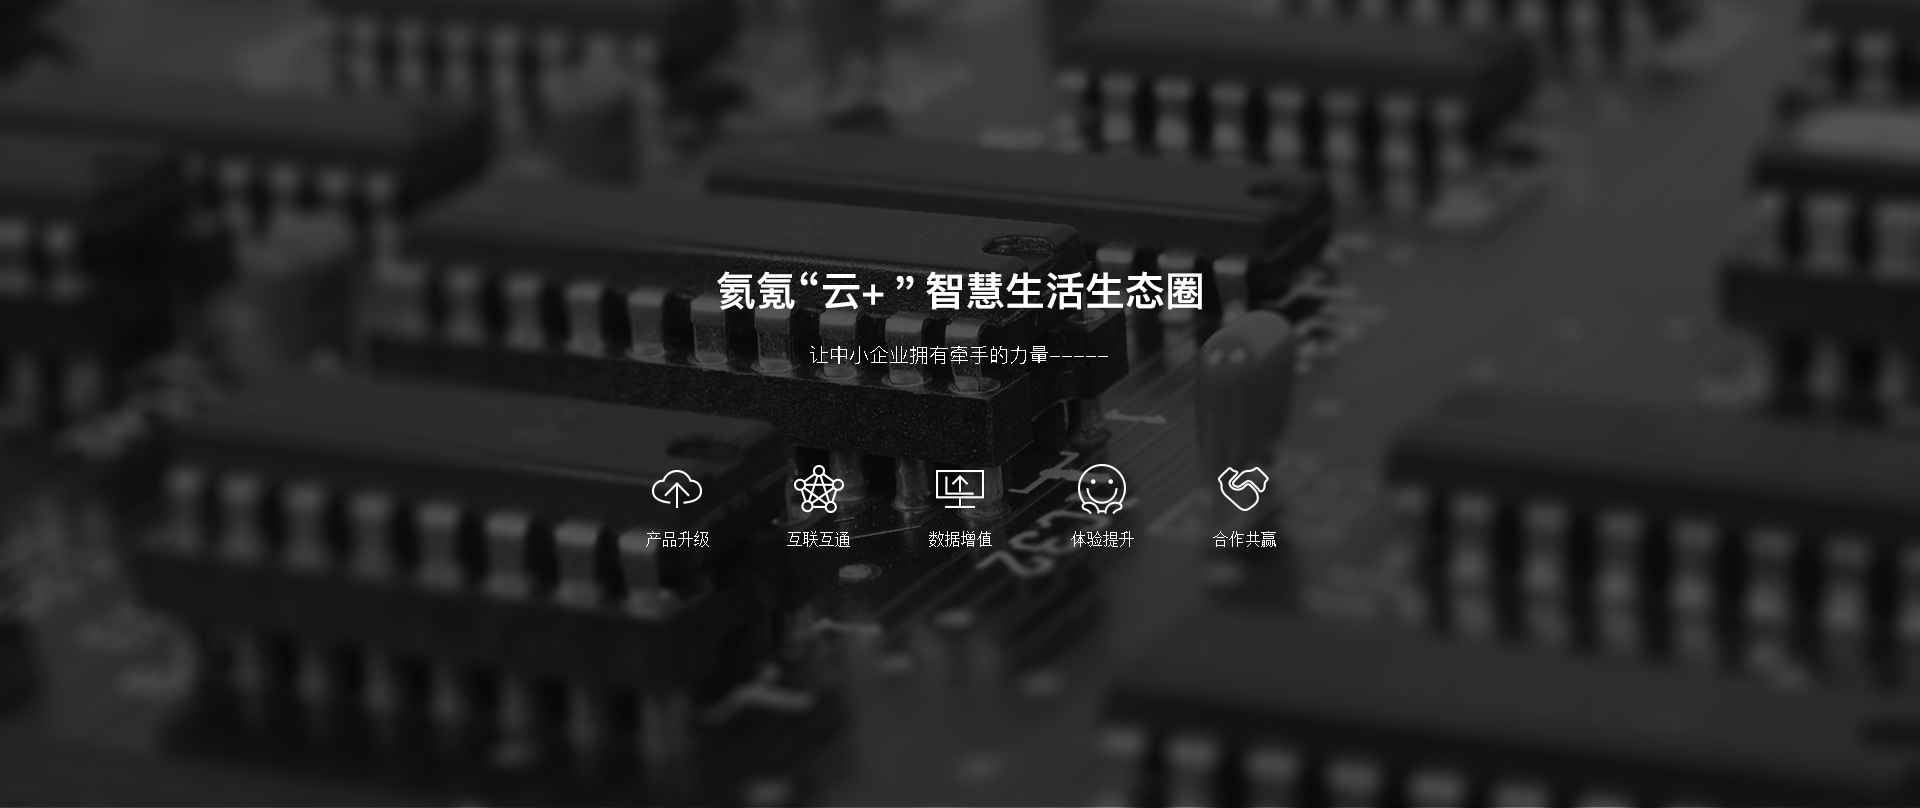 氦氪“云+ ” 智慧生活生态圈
让中小企业拥有牵手的力量-----
产品升级
互联互通
数据增值
体验提升
合作共赢